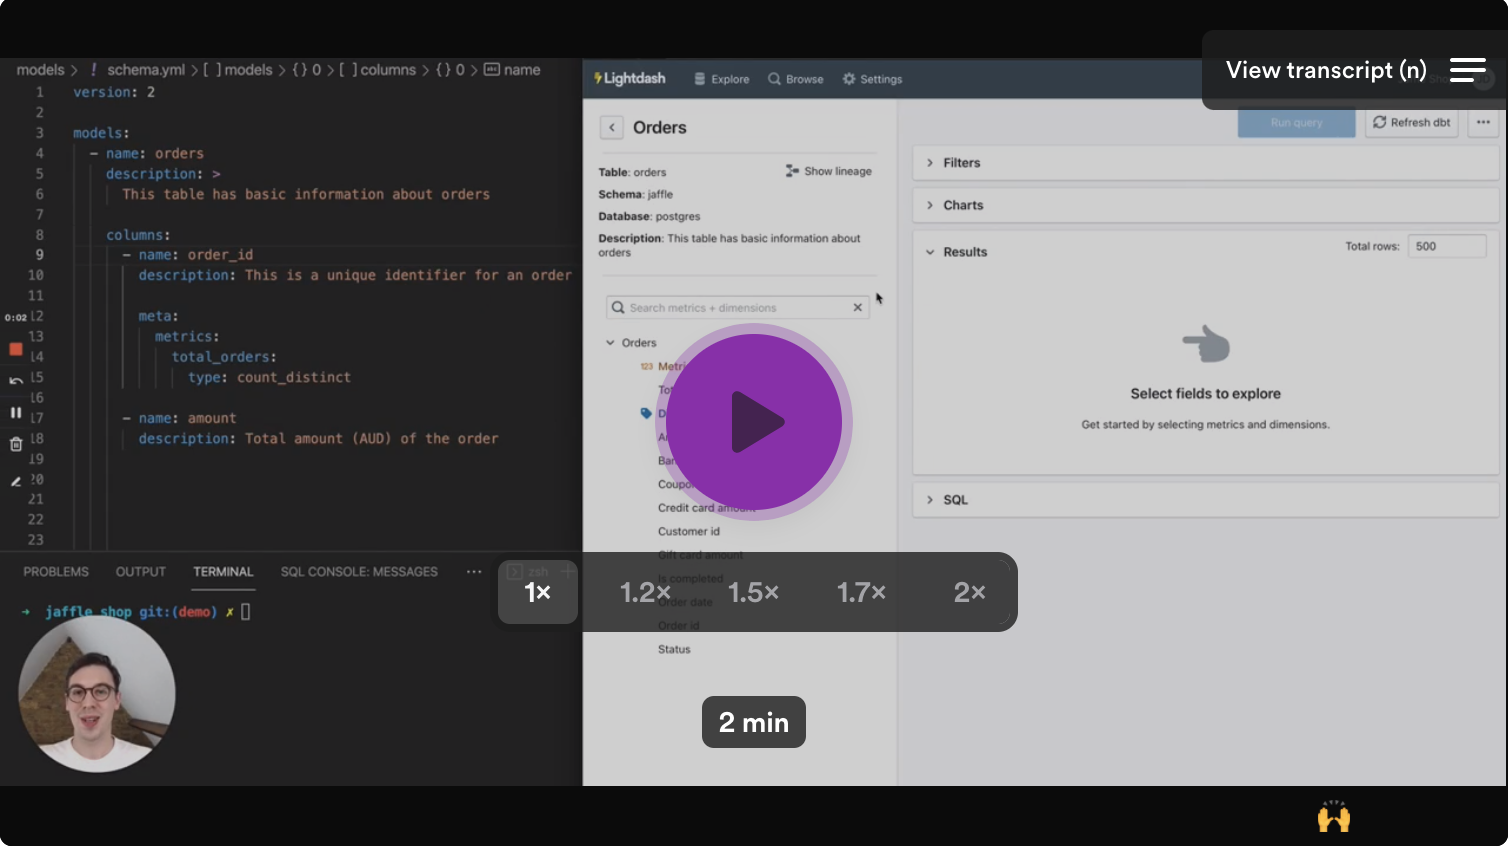 models > ! schema.yml > [ ] models > { } 0 > [ ] columns > { } 0 > abc name
1 version: 2
2
3 models:
4 - name: orders
5 description: >
6 This table has basic information about orders
7
8 columns:
9 - name: order_id
10 description: This is a unique identifier for an order
11
12 meta:
13 metrics:
14 total_orders:
15 type: count_distinct
16
17 - name: amount
18 description: Total amount (AUD) of the order
19
20
21
22
23
0:02
PROBLEMS OUTPUT TERMINAL SQL CONSOLE: MESSAGES ... zsh +
→ jaffle_shop git:(demo) ✗
Lightdash Explore Browse Settings
View transcript (n)
Orders
Run query Refresh dbt ...
Table: orders Show lineage
Schema: jaffle
Database: postgres
Description: This table has basic information about
orders
Search metrics + dimensions
Orders
123 Metri
Tot
D
Ban
Coupo
Credit card amount
Customer id
Gift card amount
Is completed
Order date
Order id
Status
Filters
Charts
Results
Total rows: 500
Select fields to explore
Get started by selecting metrics and dimensions.
SQL
1× 1.2× 1.5× 1.7× 2×
2 min